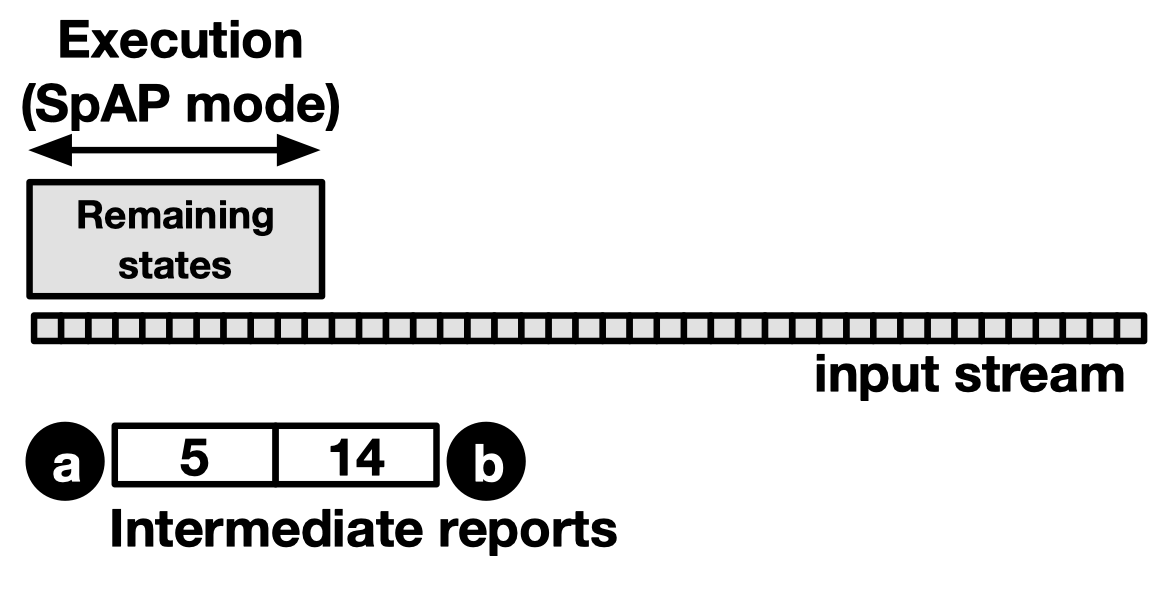 Execution
(SpAP mode)
Remaining
states
input stream
a 5 14 b
Intermediate reports